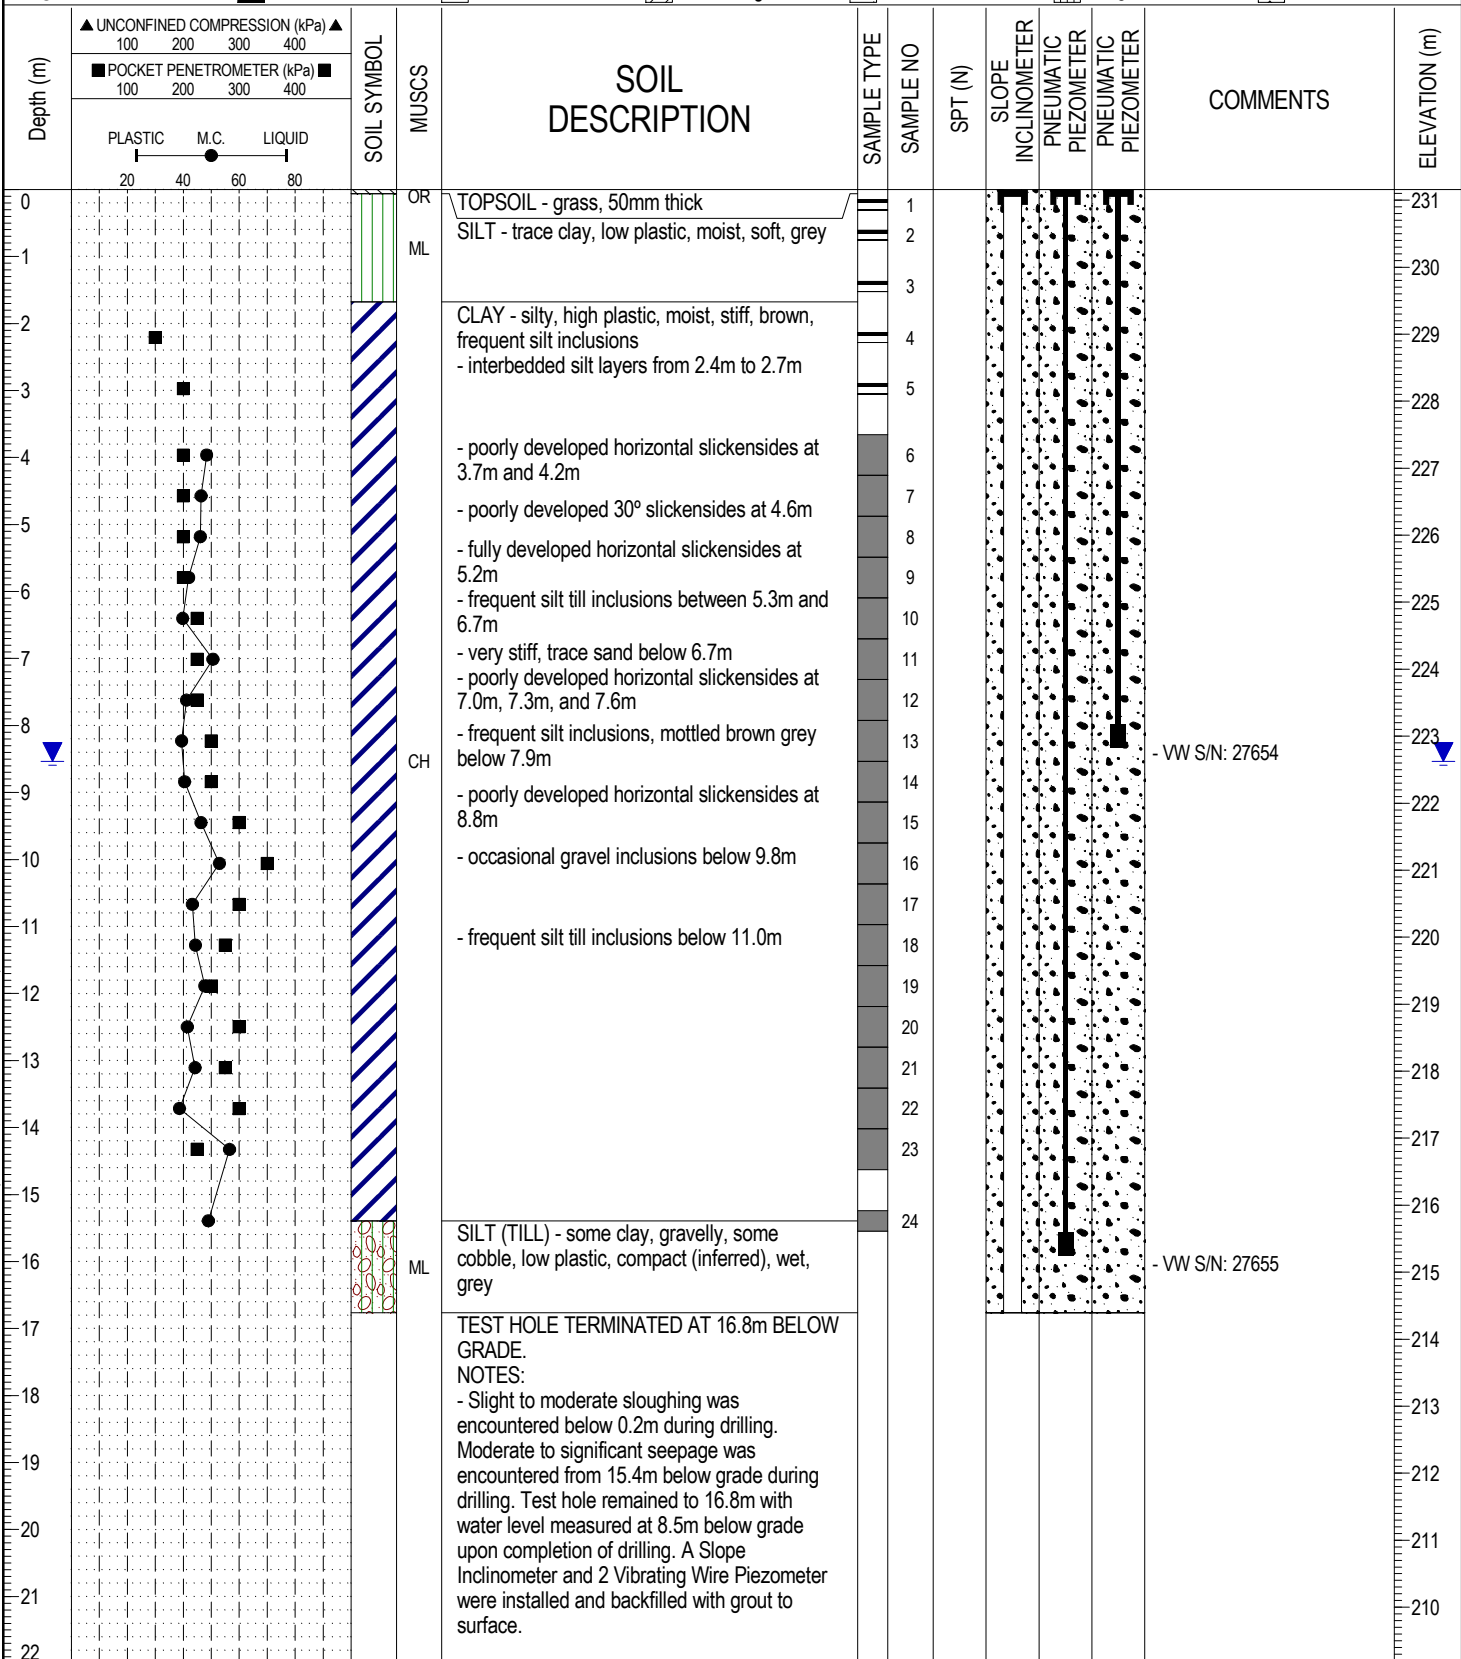 ▲ UNCONFINED COMPRESSION (kPa) ▲
100 200 300 400
■ POCKET PENETROMETER (kPa) ■
100 200 300 400
PLASTIC M.C. LIQUID
20 40 60 80
Depth (m)
SOIL SYMBOL
MUSCS
SOIL
DESCRIPTION
SAMPLE TYPE
SAMPLE NO
SPT (N)
SLOPE
INCLINOMETER
PNEUMATIC
PIEZOMETER
PNEUMATIC
PIEZOMETER
COMMENTS
ELEVATION (m)
0
1
2
3
4
5
6
7
8
9
10
11
12
13
14
15
16
17
18
19
20
21
22
OR
ML
CH
ML
TOPSOIL - grass, 50mm thick
SILT - trace clay, low plastic, moist, soft, grey
CLAY - silty, high plastic, moist, stiff, brown,
frequent silt inclusions
- interbedded silt layers from 2.4m to 2.7m
- poorly developed horizontal slickensides at
3.7m and 4.2m
- poorly developed 30º slickensides at 4.6m
- fully developed horizontal slickensides at
5.2m
- frequent silt till inclusions between 5.3m and
6.7m
- very stiff, trace sand below 6.7m
- poorly developed horizontal slickensides at
7.0m, 7.3m, and 7.6m
- frequent silt inclusions, mottled brown grey
below 7.9m
- poorly developed horizontal slickensides at
8.8m
- occasional gravel inclusions below 9.8m
- frequent silt till inclusions below 11.0m
SILT (TILL) - some clay, gravelly, some
cobble, low plastic, compact (inferred), wet,
grey
TEST HOLE TERMINATED AT 16.8m BELOW
GRADE.
NOTES:
- Slight to moderate sloughing was
encountered below 0.2m during drilling.
Moderate to significant seepage was
encountered from 15.4m below grade during
drilling. Test hole remained to 16.8m with
water level measured at 8.5m below grade
upon completion of drilling. A Slope
Inclinometer and 2 Vibrating Wire Piezometer
were installed and backfilled with grout to
surface.
1
2
3
4
5
6
7
8
9
10
11
12
13
14
15
16
17
18
19
20
21
22
23
24
- VW S/N: 27654
- VW S/N: 27655
231
230
229
228
227
226
225
224
223
222
221
220
219
218
217
216
215
214
213
212
211
210